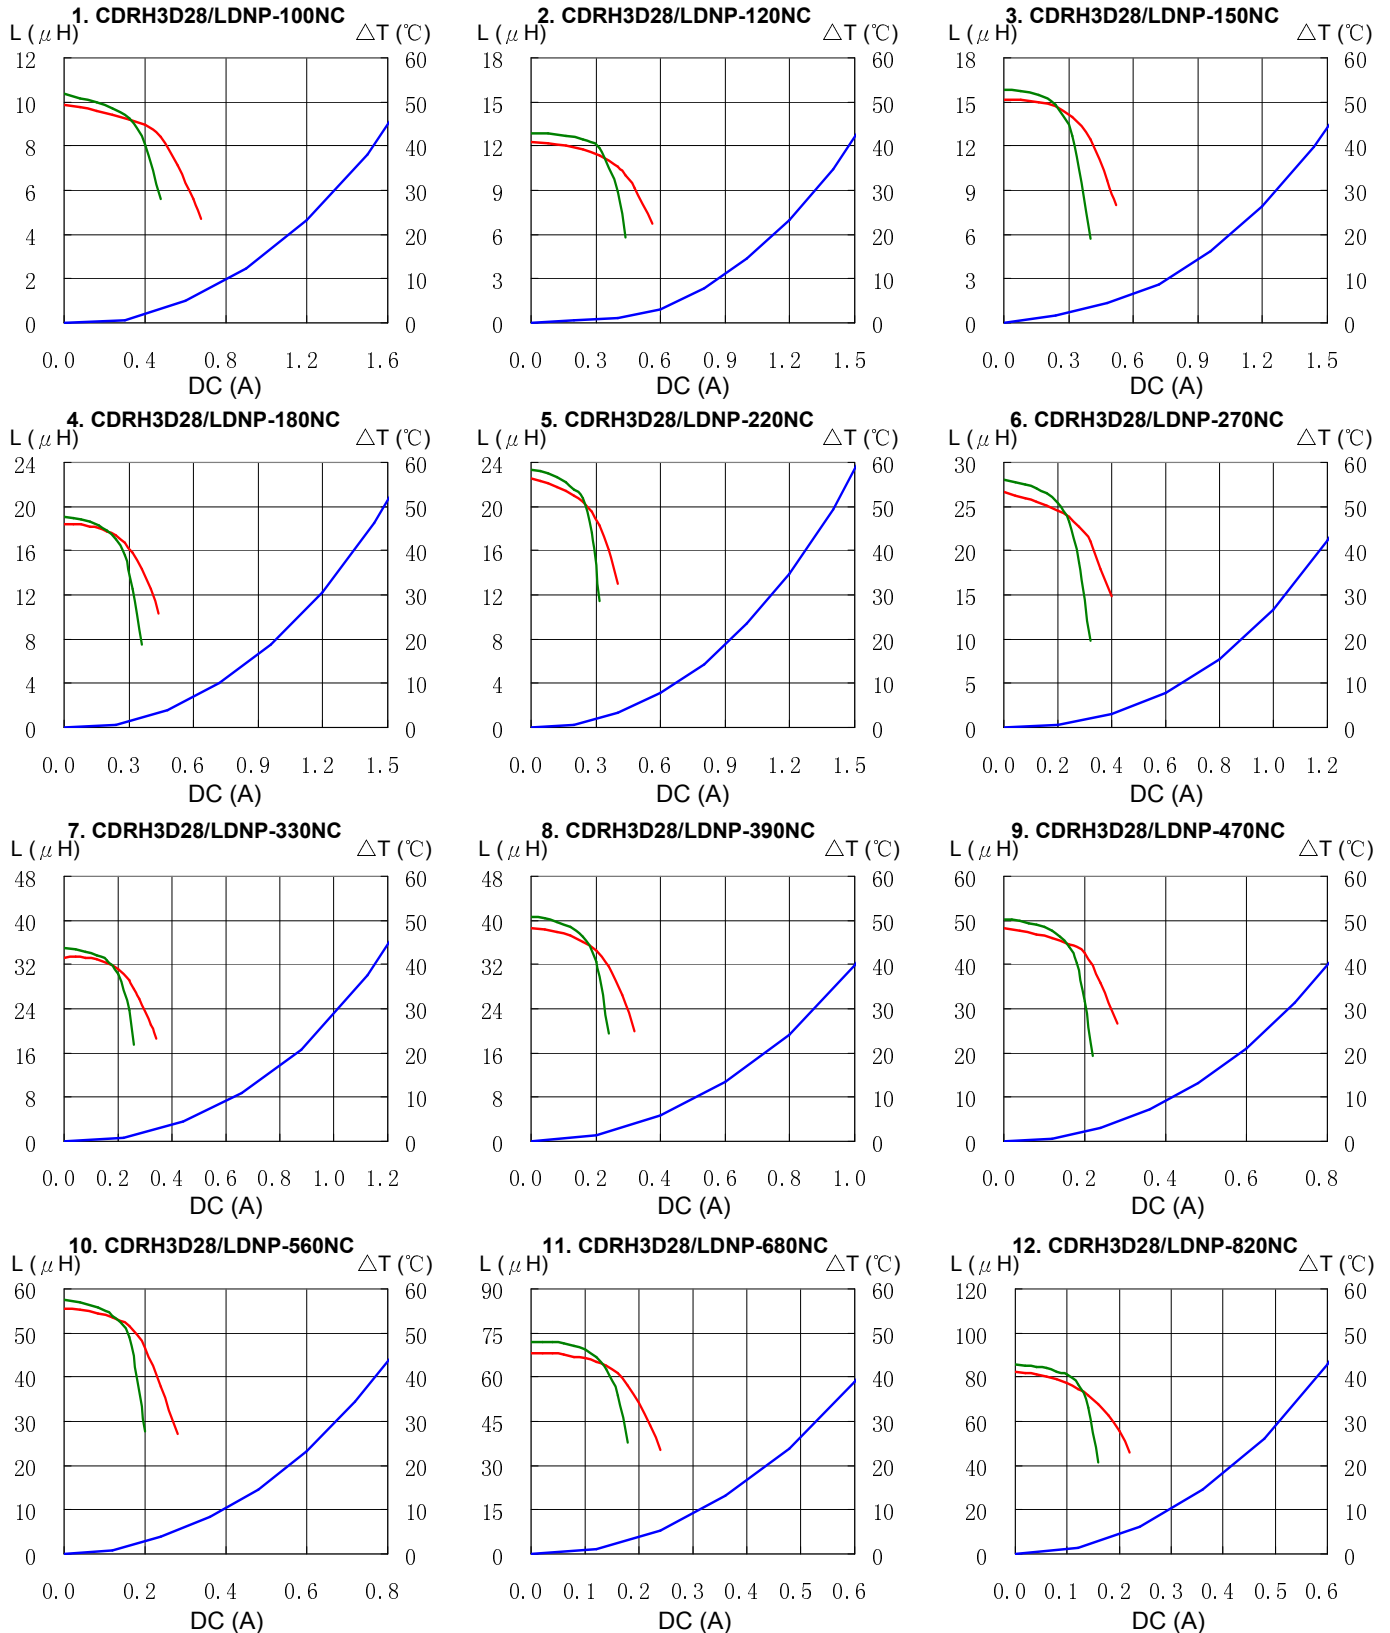 1. CDRH3D28/LDNP-100NC
L (μH) △T (℃)
12 10 8 6 4 2 0
60 50 40 30 20 10 0
0.0 0.4 0.8 1.2 1.6
DC (A)
2. CDRH3D28/LDNP-120NC
L (μH) △T (℃)
18 15 12 9 6 3 0
60 50 40 30 20 10 0
0.0 0.3 0.6 0.9 1.2 1.5
DC (A)
3. CDRH3D28/LDNP-150NC
L (μH) △T (℃)
18 15 12 9 6 3 0
60 50 40 30 20 10 0
0.0 0.3 0.6 0.9 1.2 1.5
DC (A)
4. CDRH3D28/LDNP-180NC
L (μH) △T (℃)
24 20 16 12 8 4 0
60 50 40 30 20 10 0
0.0 0.3 0.6 0.9 1.2 1.5
DC (A)
5. CDRH3D28/LDNP-220NC
L (μH) △T (℃)
24 20 16 12 8 4 0
60 50 40 30 20 10 0
0.0 0.3 0.6 0.9 1.2 1.5
DC (A)
6. CDRH3D28/LDNP-270NC
L (μH) △T (℃)
30 25 20 15 10 5 0
60 50 40 30 20 10 0
0.0 0.2 0.4 0.6 0.8 1.0 1.2
DC (A)
7. CDRH3D28/LDNP-330NC
L (μH) △T (℃)
48 40 32 24 16 8 0
60 50 40 30 20 10 0
0.0 0.2 0.4 0.6 0.8 1.0 1.2
DC (A)
8. CDRH3D28/LDNP-390NC
L (μH) △T (℃)
48 40 32 24 16 8 0
60 50 40 30 20 10 0
0.0 0.2 0.4 0.6 0.8 1.0
DC (A)
9. CDRH3D28/LDNP-470NC
L (μH) △T (℃)
60 50 40 30 20 10 0
60 50 40 30 20 10 0
0.0 0.2 0.4 0.6 0.8
DC (A)
10. CDRH3D28/LDNP-560NC
L (μH) △T (℃)
60 50 40 30 20 10 0
60 50 40 30 20 10 0
0.0 0.2 0.4 0.6 0.8
DC (A)
11. CDRH3D28/LDNP-680NC
L (μH) △T (℃)
90 75 60 45 30 15 0
60 50 40 30 20 10 0
0.0 0.1 0.2 0.3 0.4 0.5 0.6
DC (A)
12. CDRH3D28/LDNP-820NC
L (μH) △T (℃)
120 100 80 60 40 20 0
60 50 40 30 20 10 0
0.0 0.1 0.2 0.3 0.4 0.5 0.6
DC (A)